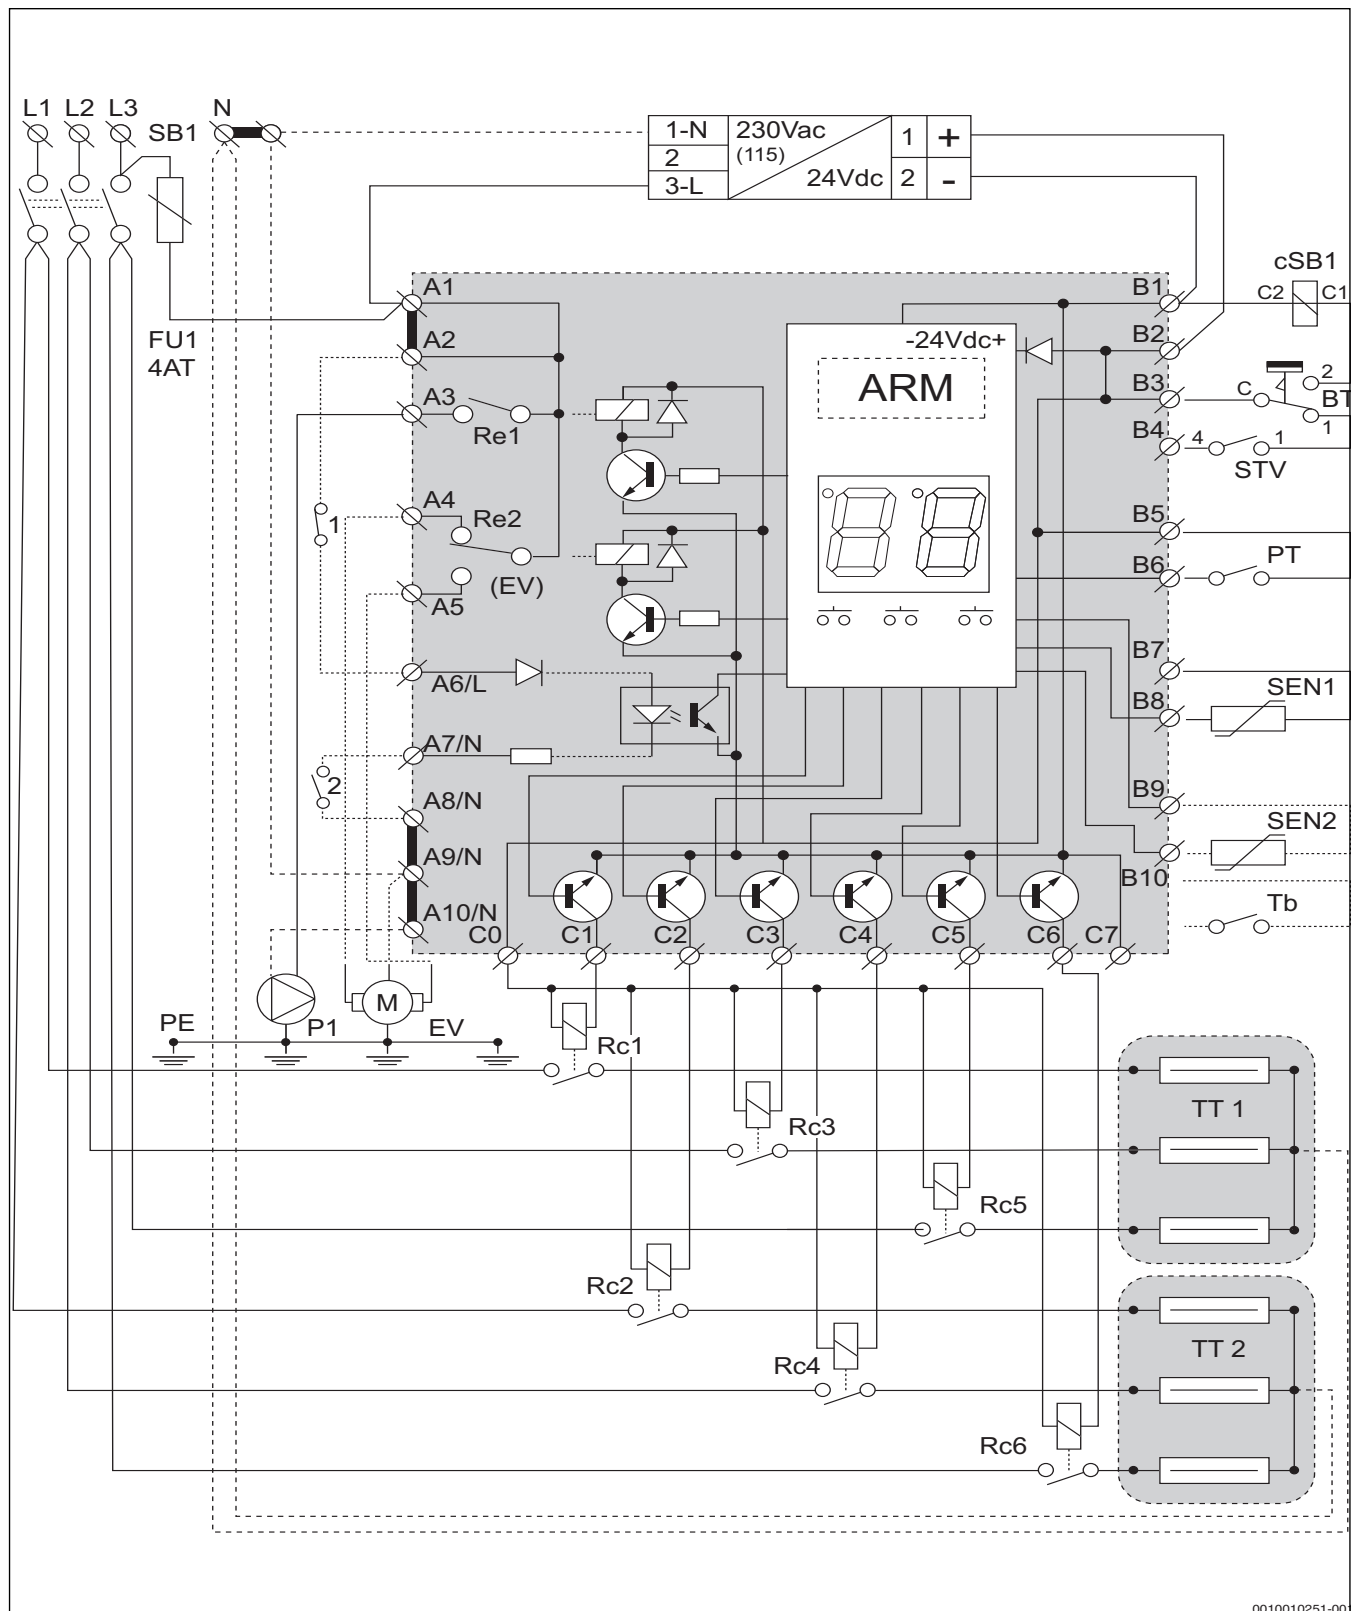 L1 L2 L3 SB1 N
1-N 230Vac 1 +
2 (115)
3-L 24Vdc 2 -
cSB1
C2 C1
FU1
4AT
A1
A2
A3
Re1
A4
Re2
(EV)
A5
A6/L
A7/N
A8/N
A9/N
A10/N
1
2
-24Vdc+
ARM
B1
B2
B3
B4
B5
B6
B7
B8
B9
B10
C 2
BT
1
4 1
STV
PT
SEN1
SEN2
Tb
C0 C1 C2 C3 C4 C5 C6 C7
PE P1 M EV
Rc1
TT 1
Rc3
Rc5
Rc2
TT 2
Rc4
Rc6
0010010251-001